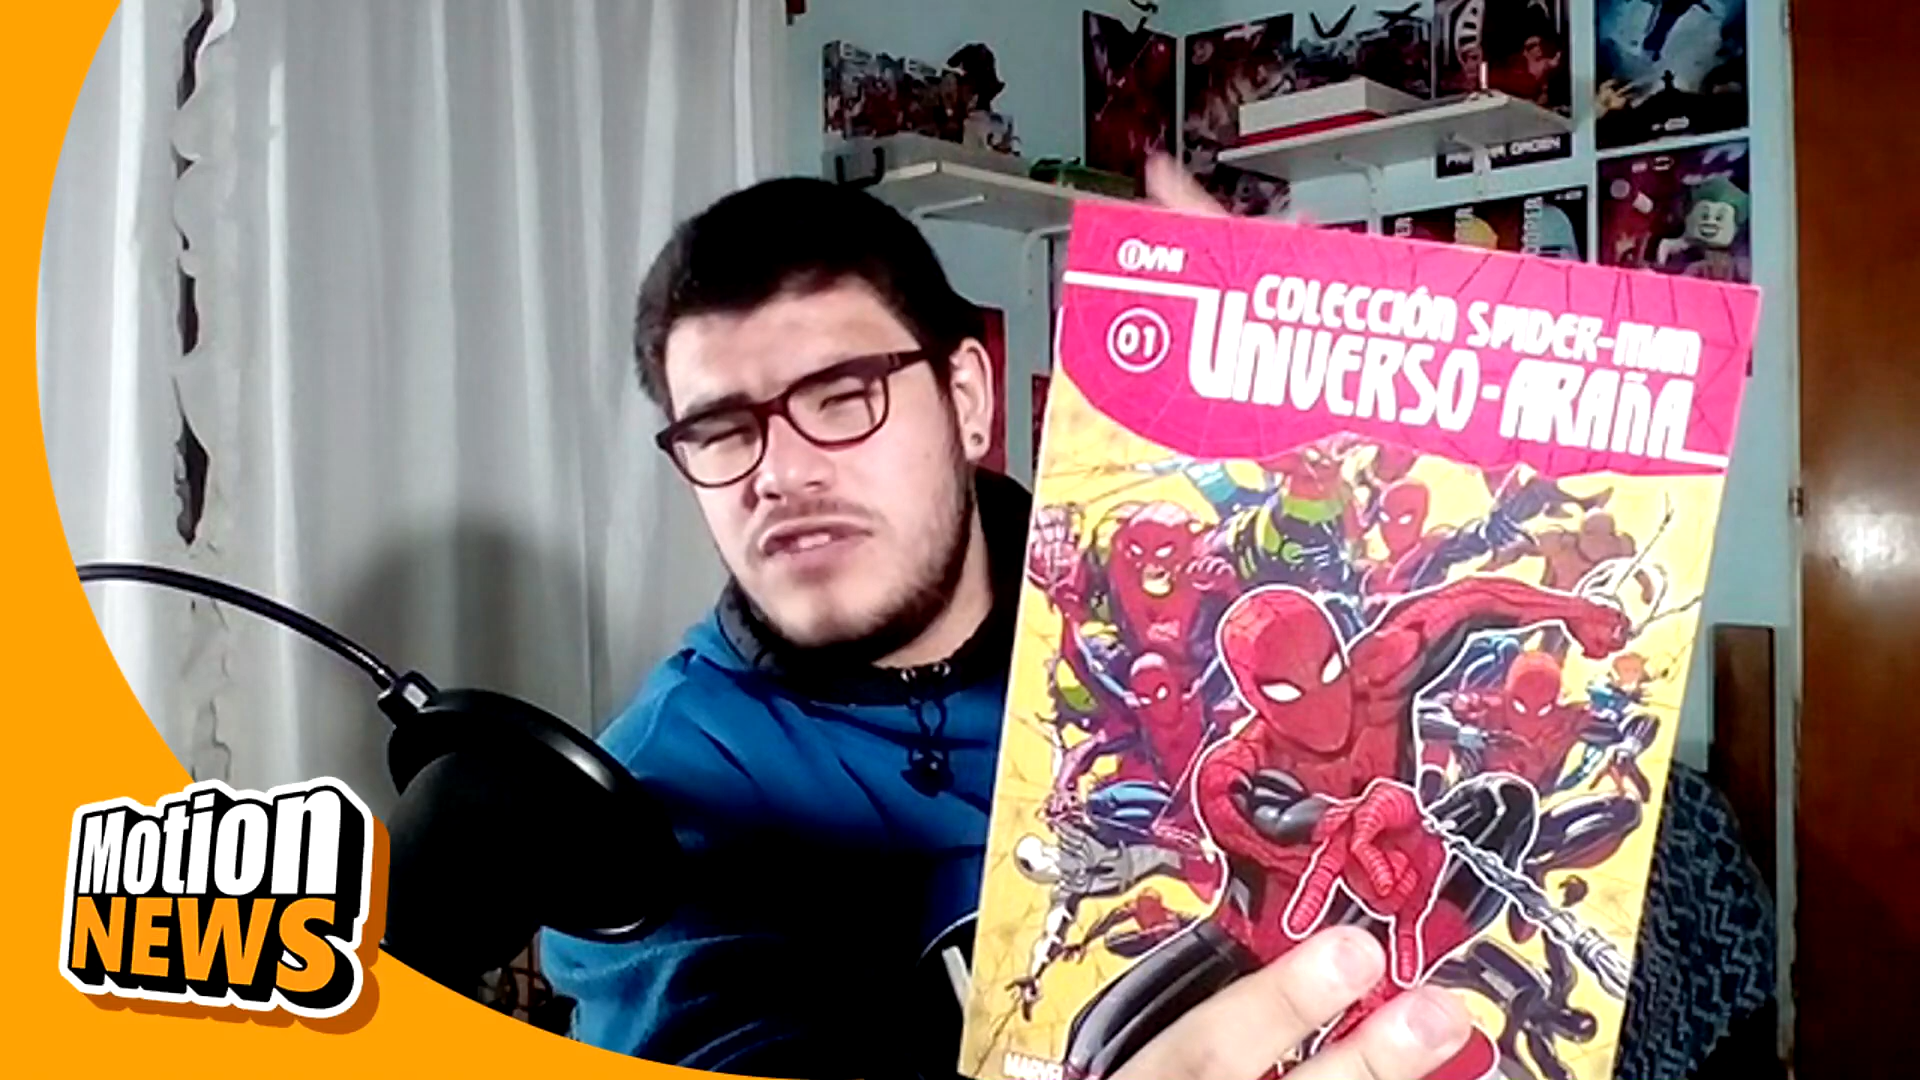 OVNI
COLECCIÓN SPIDER-MAN
01
UNIVERSO-ARAÑA
Motion
NEWS
MARVEL